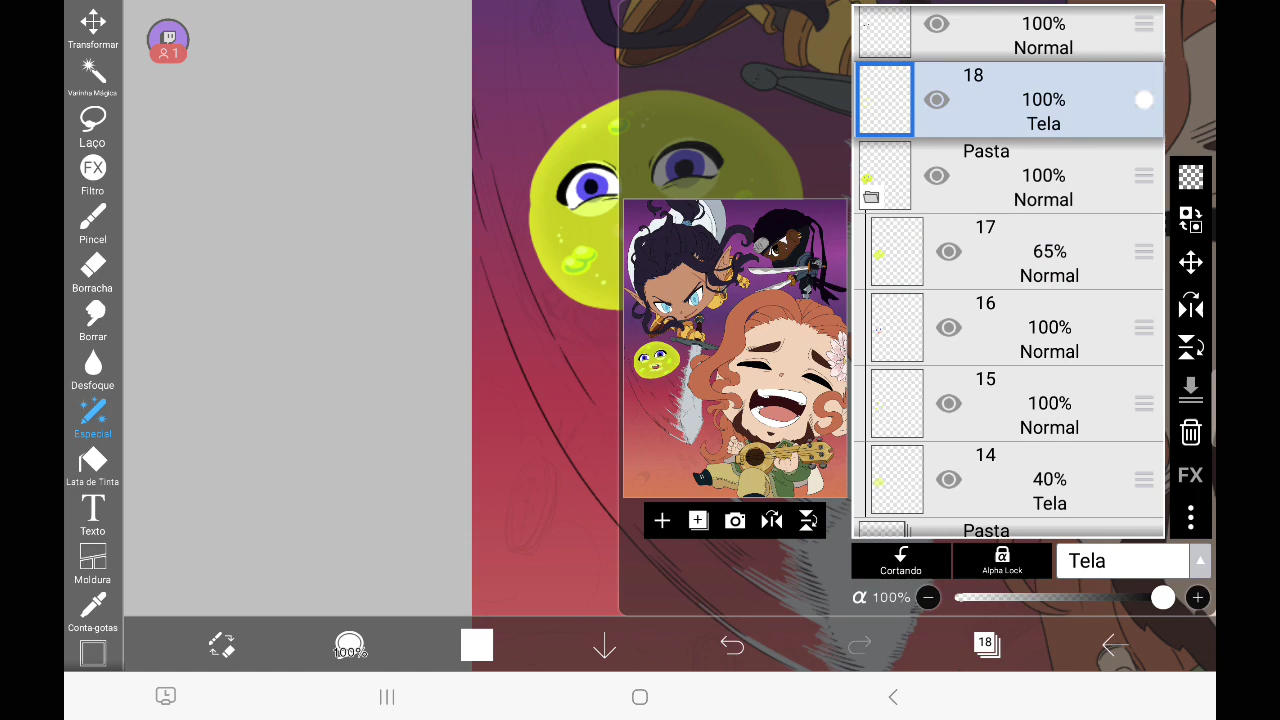 Transformar
Varinha Mágica
Laço
FX
Filtro
Pincel
Borracha
Borrar
Desfoque
Especial
Lata de Tinta
T
Texto
Moldura
Conta-gotas
1
100%
Normal
18
100%
Tela
Pasta
100%
Normal
17
65%
Normal
16
100%
Normal
15
100%
Normal
14
40%
Tela
Pasta
FX
Cortando
α
Alpha Lock
Tela
α 100%
100%
18